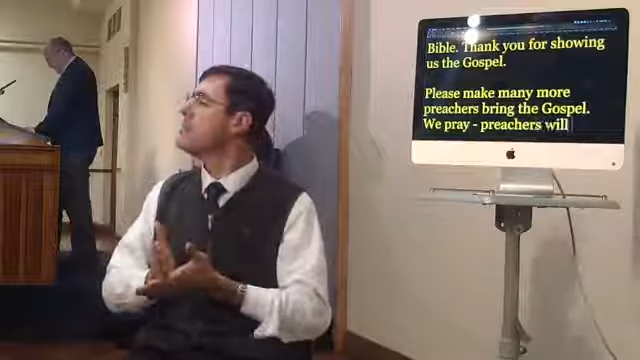 Bible. Thank you for showing
us the Gospel.
Please make many more
preachers bring the Gospel.
We pray - preachers will